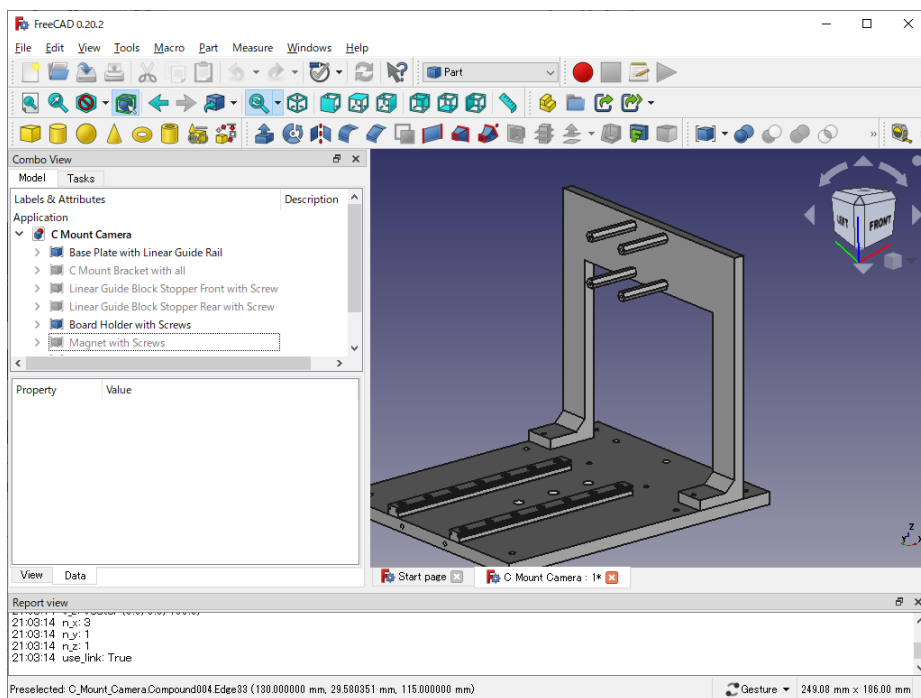 FreeCAD 0.20.2
File Edit View Tools Macro Part Measure Windows Help
Part
Combo View
Model Tasks
Labels & Attributes Description
Application
C Mount Camera
Base Plate with Linear Guide Rail
C Mount Bracket with all
Linear Guide Block Stopper Front with Screw
Linear Guide Block Stopper Rear with Screw
Board Holder with Screws
Magnet with Screws
Property Value
LEFT FRONT
Z
Y X
View Data
Start page C Mount Camera : 1*
Report view
21:03:14 n_x: 3
21:03:14 n_y: 1
21:03:14 n_z: 1
21:03:14 use_link: True
Preselected: C_Mount_Camera.Compound004.Edge33 (130.000000 mm, 29.580351 mm, 115.000000 mm) Gesture 249.08 mm x 186.00 mm